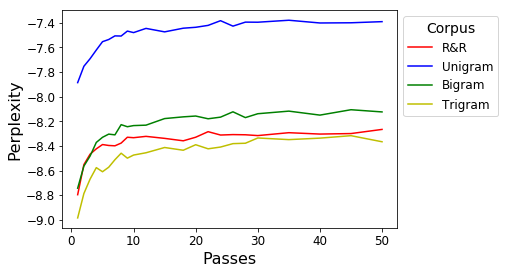 Corpus
R&R
Unigram
Bigram
Trigram
Perplexity
−7.4
−7.6
−7.8
−8.0
−8.2
−8.4
−8.6
−8.8
−9.0
0 10 20 30 40 50
Passes